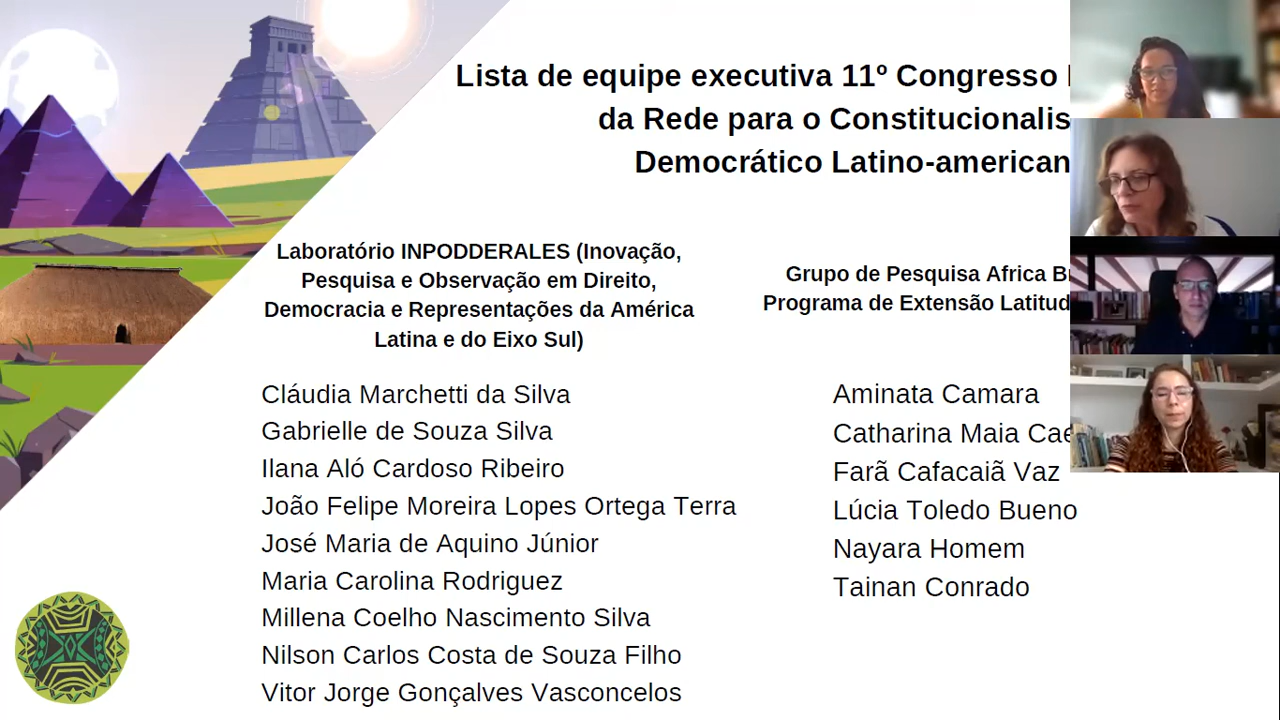 Lista de equipe executiva 11º Congresso
da Rede para o Constitucionalis
Democrático Latino-american
Laboratório INPODDERALES (Inovação,
Pesquisa e Observação em Direito,
Democracia e Representações da América
Latina e do Eixo Sul)
Cláudia Marchetti da Silva
Gabrielle de Souza Silva
Ilana Aló Cardoso Ribeiro
João Felipe Moreira Lopes Ortega Terra
José Maria de Aquino Júnior
Maria Carolina Rodriguez
Millena Coelho Nascimento Silva
Nilson Carlos Costa de Souza Filho
Vitor Jorge Gonçalves Vasconcelos
Grupo de Pesquisa Africa B
Programa de Extensão Latitud
Aminata Camara
Catharina Maia Cae
Farã Cafacaiã Vaz
Lúcia Toledo Bueno
Nayara Homem
Tainan Conrado